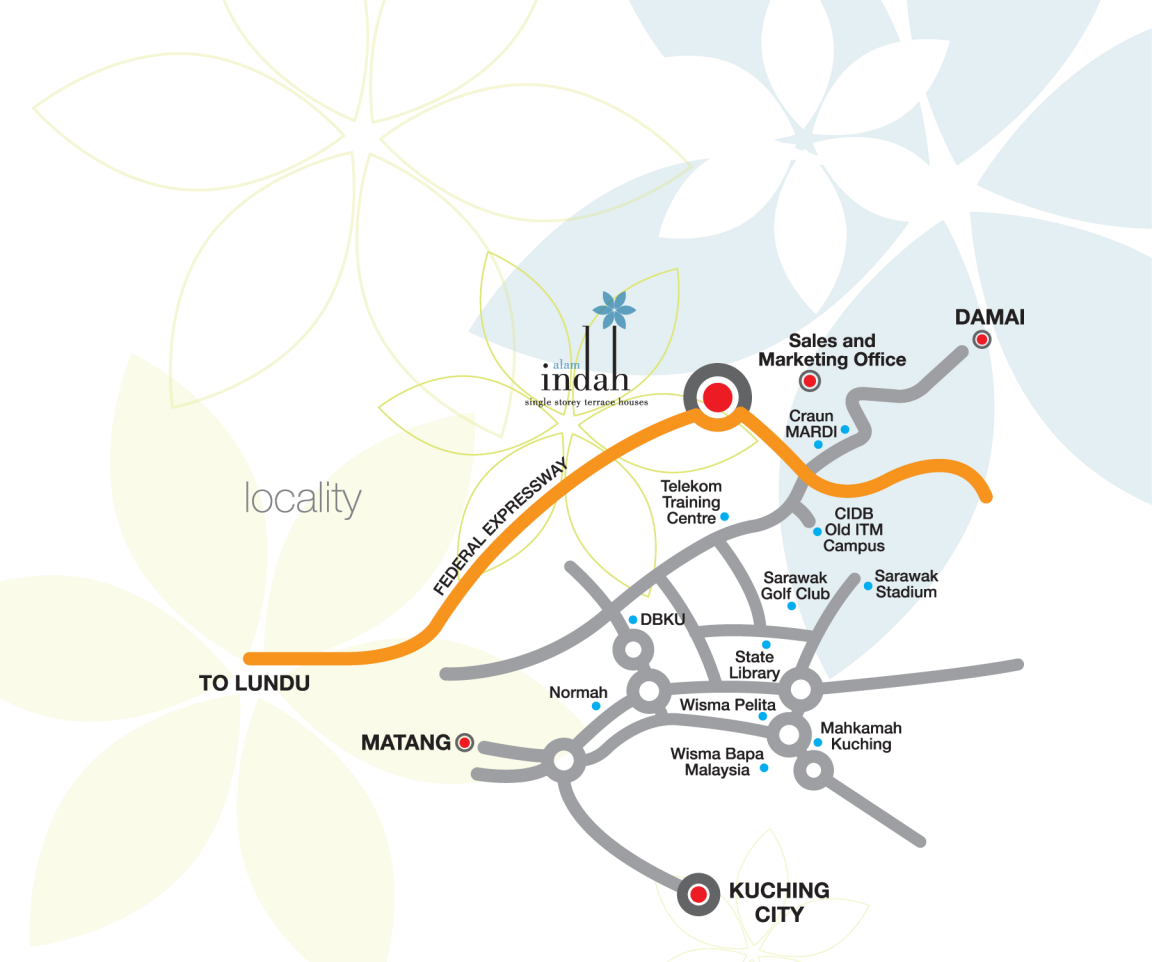 DAMAI
Sales and
Marketing Office
alam
indah
single storey terrace houses
Craun
MARDI
locality
FEDERAL EXPRESSWAY
Telekom
Training
Centre
CIDB
Old ITM
Campus
Sarawak
Golf Club
Sarawak
Stadium
DBKU
State
Library
TO LUNDU
Normah
Wisma Pelita
MATANG
Mahkamah
Kuching
Wisma Bapa
Malaysia
KUCHING
CITY